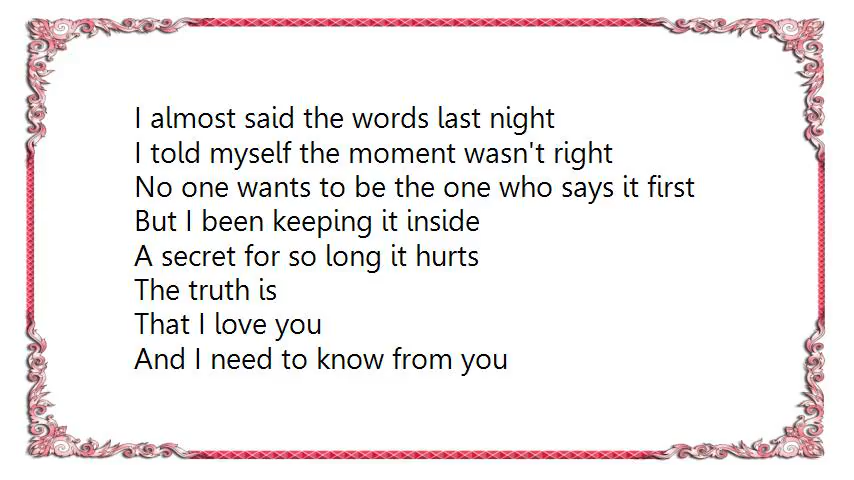 I almost said the words last night
I told myself the moment wasn't right
No one wants to be the one who says it first
But I been keeping it inside
A secret for so long it hurts
The truth is
That I love you
And I need to know from you